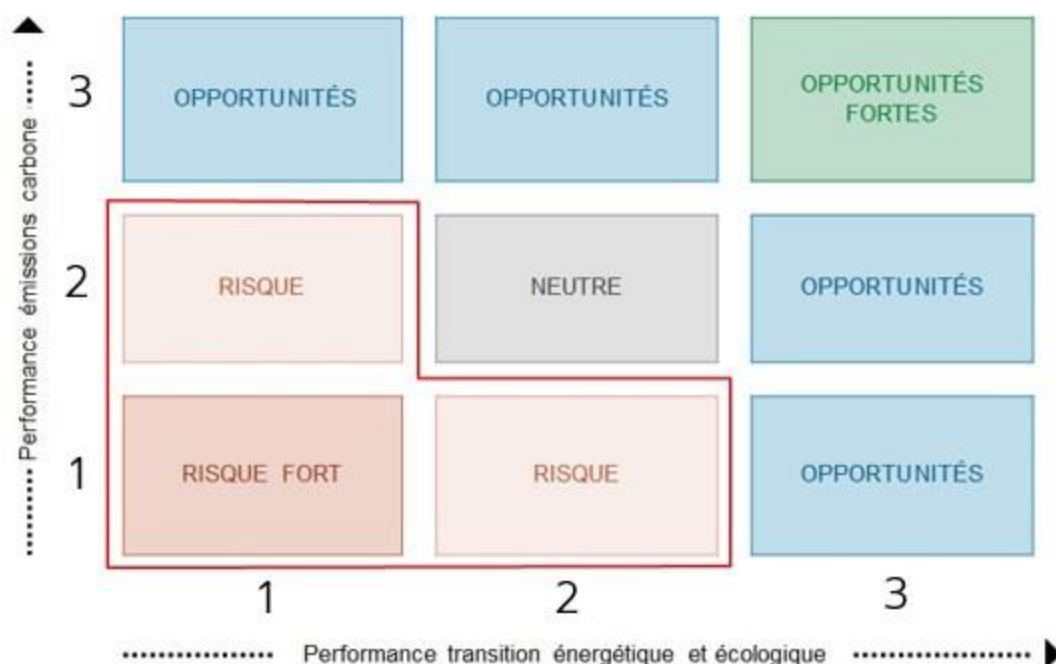 3
OPPORTUNITÉS
OPPORTUNITÉS
OPPORTUNITÉS
FORTES
2
RISQUE
NEUTRE
OPPORTUNITÉS
1
RISQUE FORT
RISQUE
OPPORTUNITÉS
1
2
3
Performance émissions carbone
Performance transition énergétique et écologique